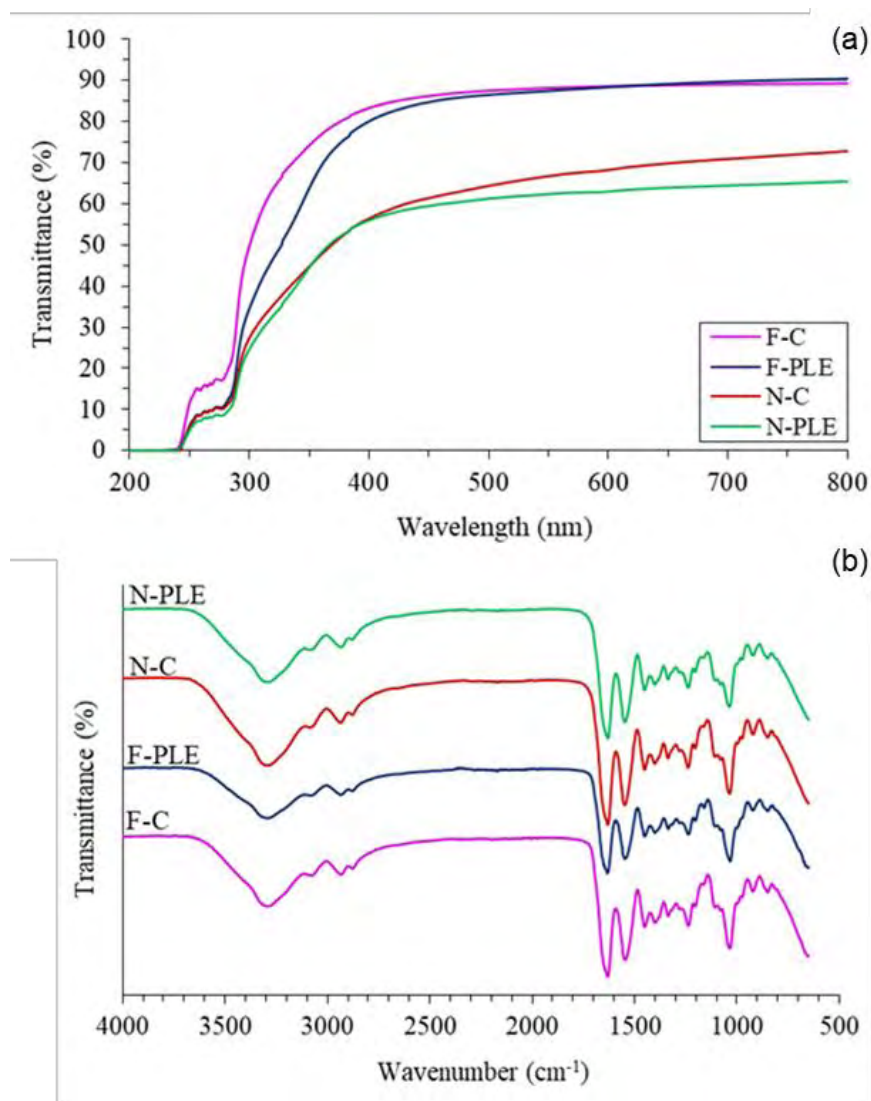 (a)
100
90
80
70
60
50
40
30
20
10
0
Transmittance (%)
200 300 400 500 600 700 800
Wavelength (nm)
F-C
F-PLE
N-C
N-PLE
(b)
N-PLE
N-C
F-PLE
F-C
Transmittance (%)
4000 3500 3000 2500 2000 1500 1000 500
Wavenumber (cm⁻¹)